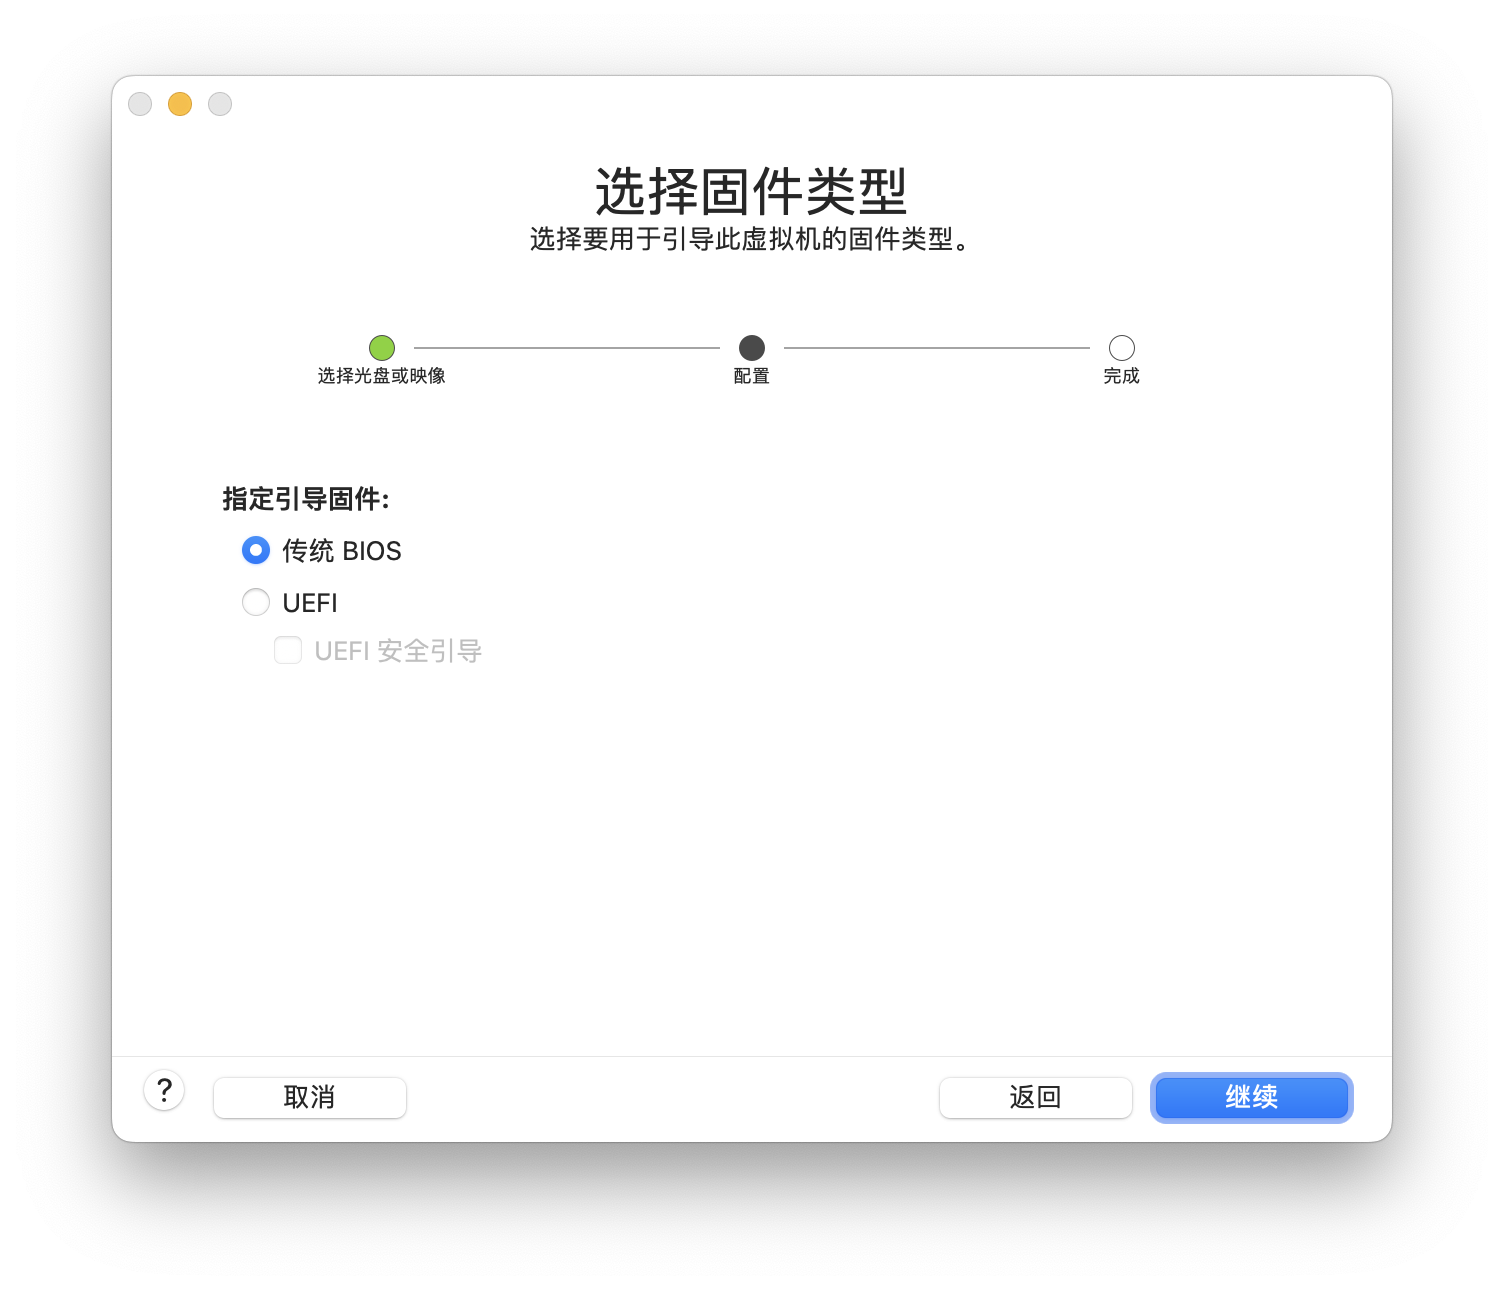 选择固件类型
选择要用于引导此虚拟机的固件类型。
选择光盘或映像
配置
完成
指定引导固件:
传统 BIOS
UEFI
UEFI 安全引导
?
取消
返回
继续